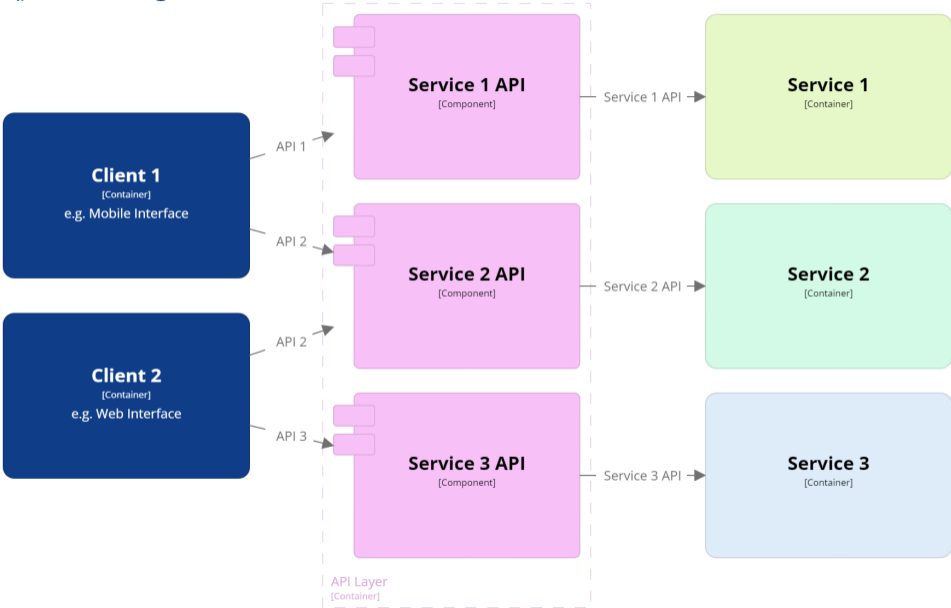 Service 1 API
[Component]
Service 1 API
Service 1
[Container]
Client 1
[Container]
e.g. Mobile Interface
API 1
API 2
Service 2 API
[Component]
Service 2 API
Service 2
[Container]
Client 2
[Container]
e.g. Web Interface
API 2
API 3
Service 3 API
[Component]
Service 3 API
Service 3
[Container]
API Layer
[Container]